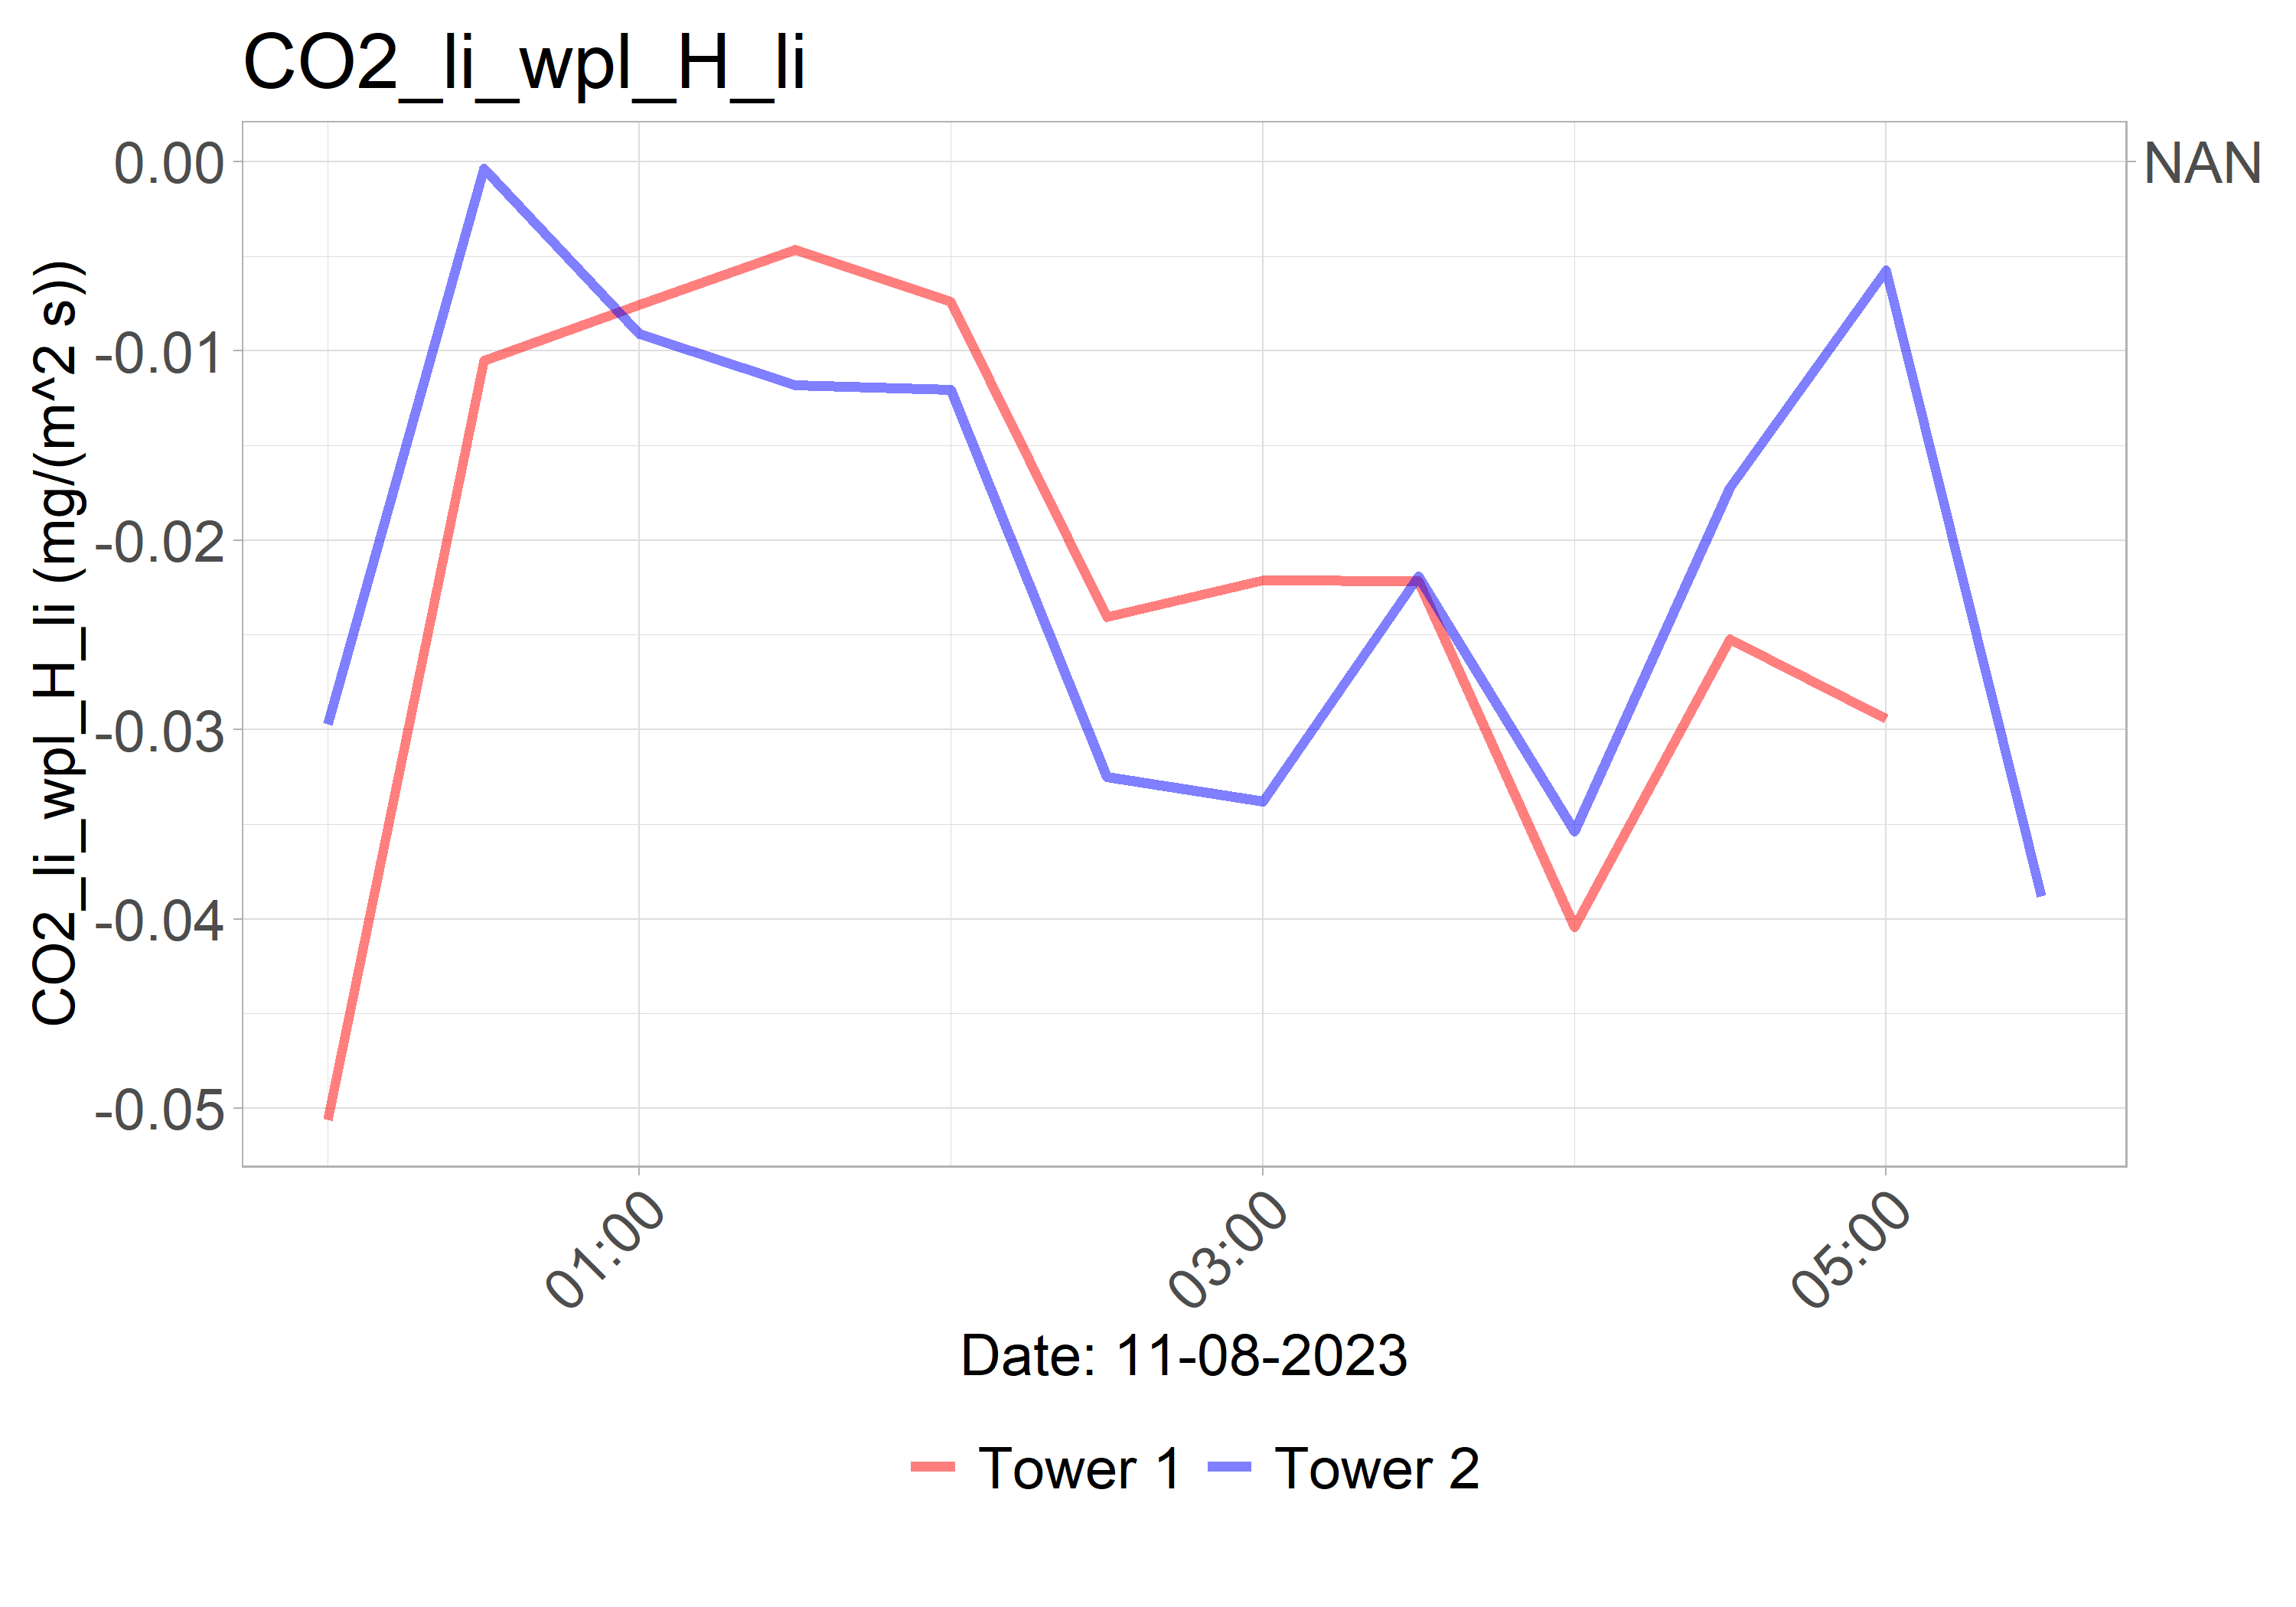 CO2_li_wpl_H_li
CO2_li_wpl_H_li (mg/(m^2 s))
0.00
-0.01
-0.02
-0.03
-0.04
-0.05
NAN
01:00
03:00
05:00
Date: 11-08-2023
Tower 1
Tower 2